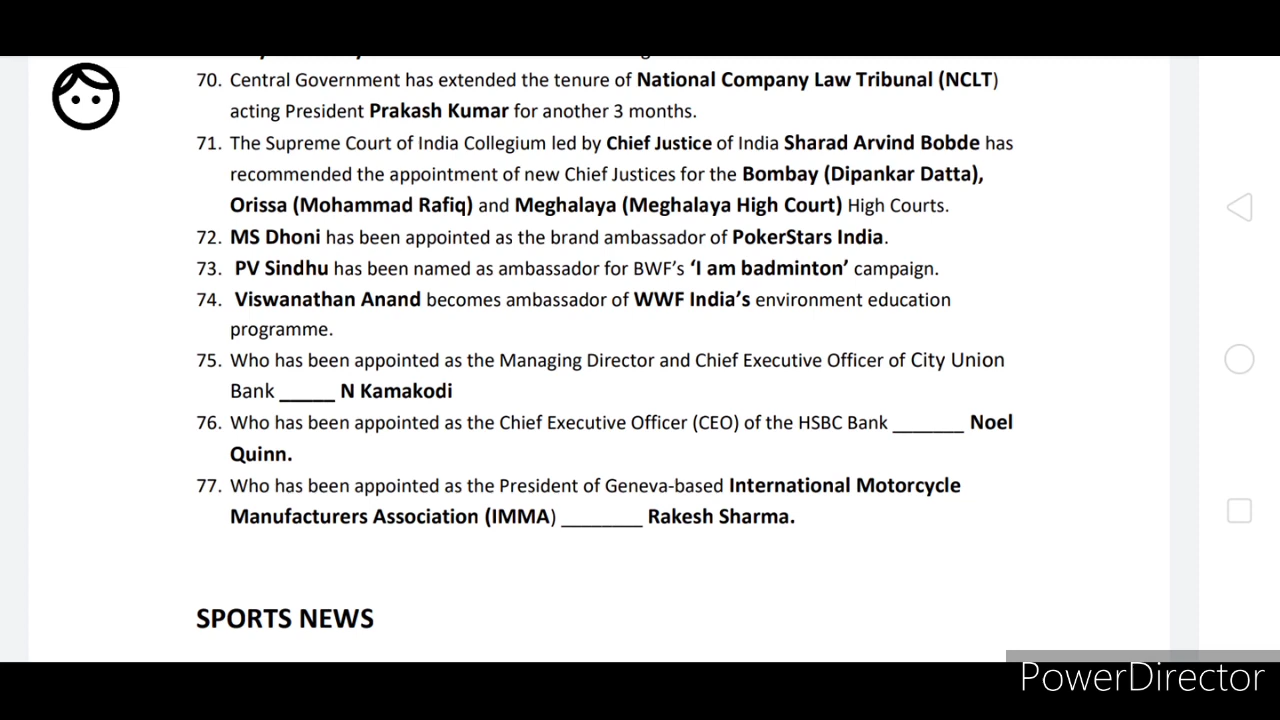 70. Central Government has extended the tenure of National Company Law Tribunal (NCLT)
acting President Prakash Kumar for another 3 months.
71. The Supreme Court of India Collegium led by Chief Justice of India Sharad Arvind Bobde has
recommended the appointment of new Chief Justices for the Bombay (Dipankar Datta),
Orissa (Mohammad Rafiq) and Meghalaya (Meghalaya High Court) High Courts.
72. MS Dhoni has been appointed as the brand ambassador of PokerStars India.
73. PV Sindhu has been named as ambassador for BWF’s ‘I am badminton’ campaign.
74. Viswanathan Anand becomes ambassador of WWF India’s environment education
programme.
75. Who has been appointed as the Managing Director and Chief Executive Officer of City Union
Bank _____ N Kamakodi
76. Who has been appointed as the Chief Executive Officer (CEO) of the HSBC Bank _______ Noel
Quinn.
77. Who has been appointed as the President of Geneva-based International Motorcycle
Manufacturers Association (IMMA) ________ Rakesh Sharma.
SPORTS NEWS
PowerDirector